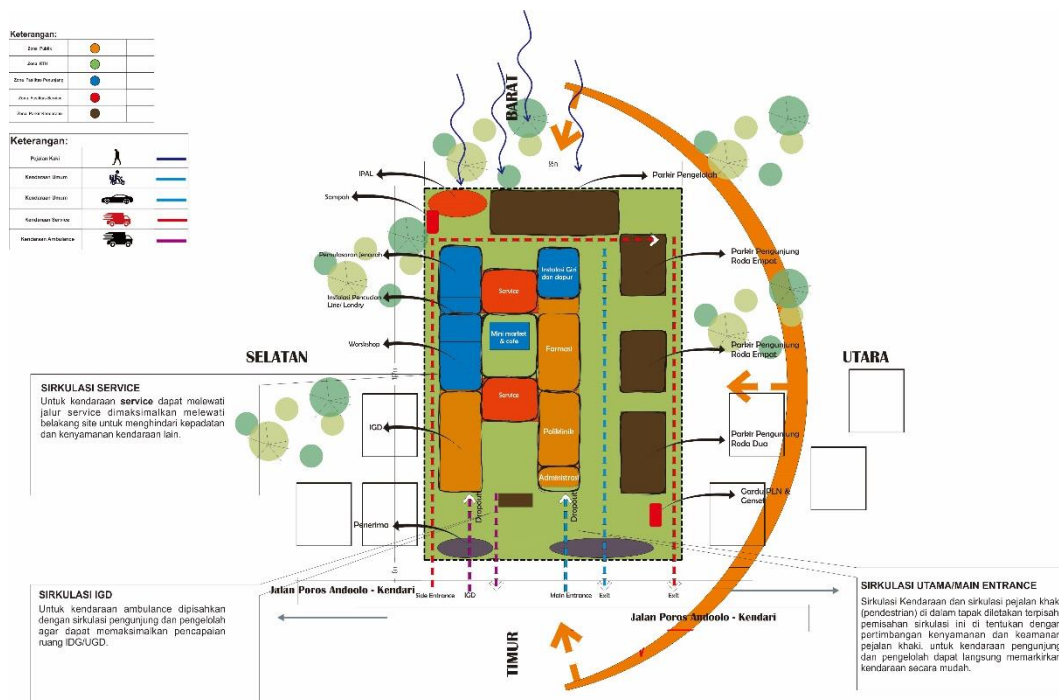 Keterangan:
Zona Publik
Zona RTH
Zona Fasilitas Penunjang
Zona Parkir Kendaraan
Keterangan:
Pejalan Kaki
Kendaraan Umum
Kendaraan Umum
Kendaraan Service
Kendaraan Ambulance
BARAT
IPAL
Parkir Pengelolah
Sampah
Pemulasaran Jenazah
Instalasi Gizi
dan dapur
Parkir Pengunjung
Roda Empat
Service
Mini market
& cafe
Farmasi
Workshop
Parkir Pengunjung
Roda Empat
SELATAN
UTARA
SIRKULASI SERVICE
Untuk kendaraan service dapat melewati
jalur service dimaksimalkan melewati
belakang site untuk menghindari kepadatan
dan kenyamanan kendaraan lain.
Service
IGD
Poliklinik
Parkir Pengunjung
Roda Dua
Administrasi
Dropout
Dropout
Gardu PLN &
Genset
Penerima
Jalan Poros Andoolo - Kendari
Side Entrance
IGD
Main Entrance
Exit
Exit
Jalan Poros Andoolo - Kendari
TIMUR
SIRKULASI IGD
Untuk kendaraan ambulance dipisahkan
dengan sirkulasi pengunjung dan pengelolah
agar dapat memaksimalkan pencapaian
ruang IDG/UGD.
SIRKULASI UTAMA/MAIN ENTRANCE
Sirkulasi Kendaraan dan sirkulasi pejalan khaki
(pendestrian) di dalam tapak diletakan terpisah
pemisahan sirkulasi ini di tentukan dengan
pertimbangan kenyamanan dan keamanan
pejalan khaki. untuk kendaraan pengunjung
dan pengelolah dapat langsung memarkirkan
kendaraan secara mudah.